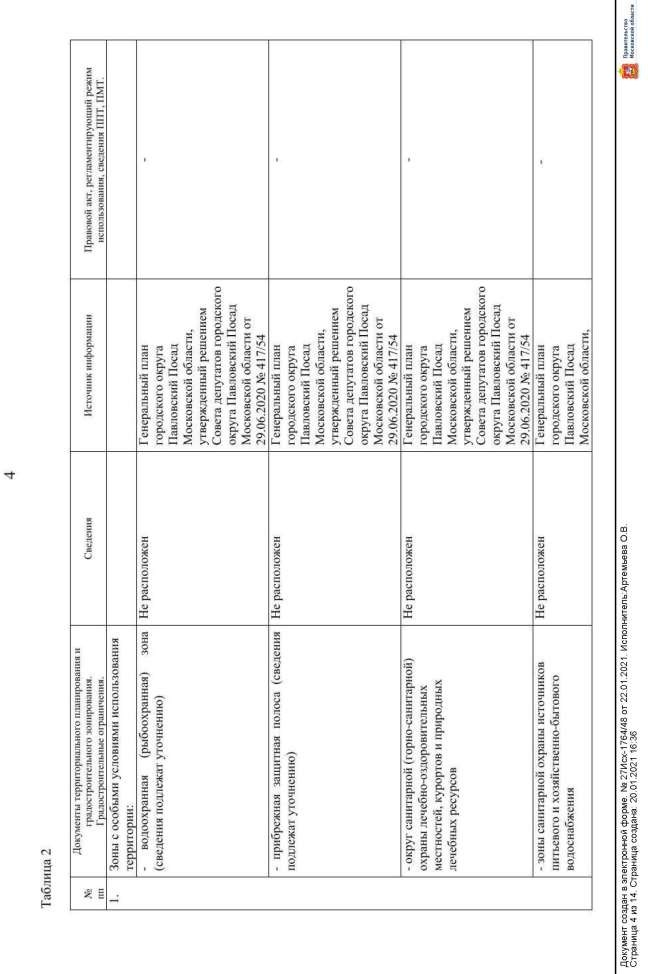 4
Таблица 2
№
пп
Документы территориального планирования и
градостроительного зонирования.
Градостроительные ограничения.
Сведения
Источник информации
Правовой акт, регламентирующий режим
использования, сведения ППТ, ПМТ.
1.
Зоны с особыми условиями использования
территории:
- водоохранная (рыбоохранная) зона
(сведения подлежат уточнению)
Не расположен
Генеральный план
городского округа
Павловский Посад
Московской области,
утвержденный решением
Совета депутатов городского
округа Павловский Посад
Московской области от
29.06.2020 № 417/54
-
- прибрежная защитная полоса (сведения
подлежат уточнению)
Не расположен
Генеральный план
городского округа
Павловский Посад
Московской области,
утвержденный решением
Совета депутатов городского
округа Павловский Посад
Московской области от
29.06.2020 № 417/54
-
- округ санитарной (горно-санитарной)
охраны лечебно-оздоровительных
местностей, курортов и природных
лечебных ресурсов
Не расположен
Генеральный план
городского округа
Павловский Посад
Московской области,
утвержденный решением
Совета депутатов городского
округа Павловский Посад
Московской области от
29.06.2020 № 417/54
-
- зоны санитарной охраны источников
питьевого и хозяйственно-бытового
водоснабжения
Не расположен
Генеральный план
городского округа
Павловский Посад
Московской области,
-
Документ создан в электронной форме. № 27Исх-1764/48 от 22.01.2021. Исполнитель:Артемьева О.В.
Страница 4 из 14. Страница создана: 20.01.2021 16:36
Правительство
Московской области